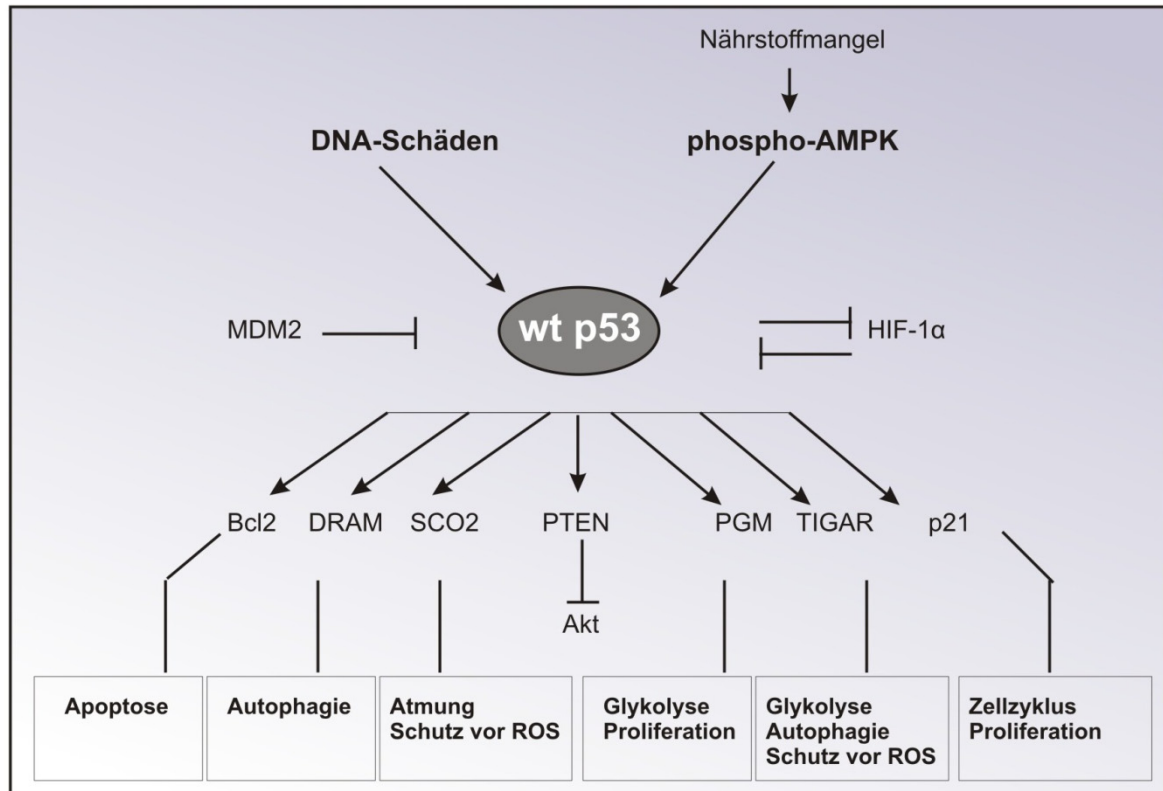 Nährstoffmangel
DNA-Schäden phospho-AMPK
MDM2 wt p53 HIF-1α
Bcl2 DRAM SCO2 PTEN PGM TIGAR p21
Akt
Apoptose
Autophagie
Atmung
Schutz vor ROS
Glykolyse
Proliferation
Glykolyse
Autophagie
Schutz vor ROS
Zellzyklus
Proliferation